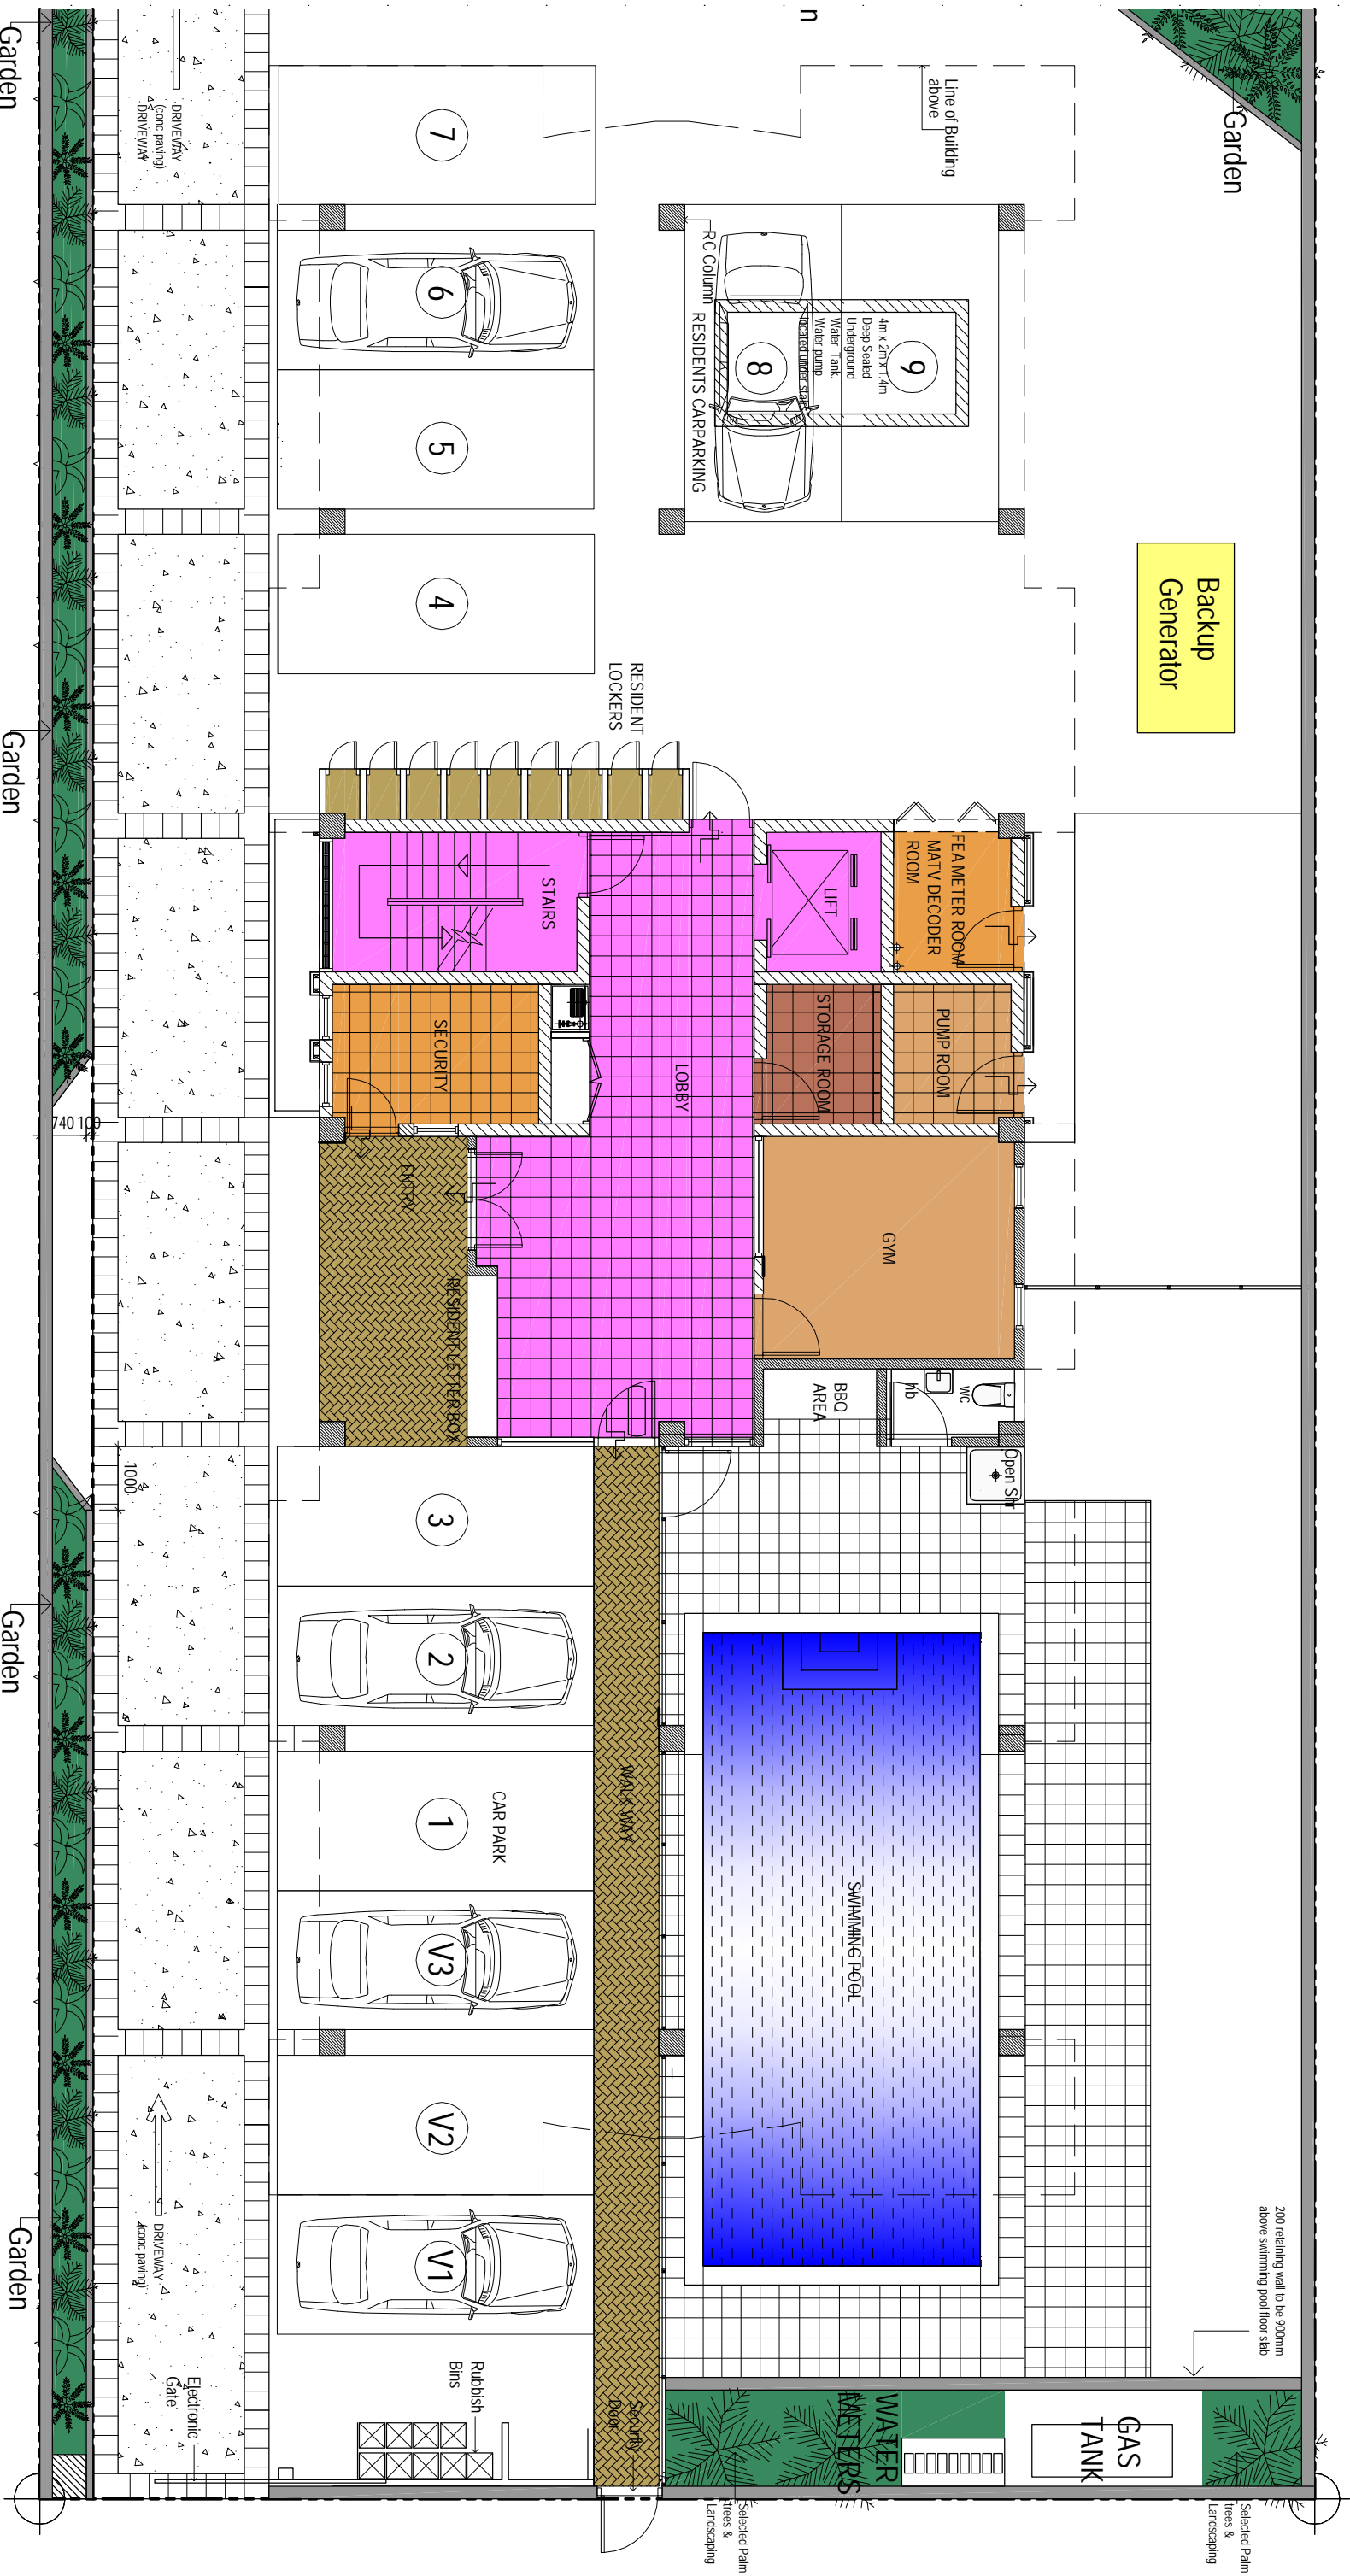 n
Garden
DRIVEWAY
(conc paving)
DRIVEWAY
7
Line of Building
above
Garden
6
RC Column
RESIDENTS CARPARKING
4m x 2m x 1.4m
Deep Sealed
Underground
Water Tank.
Water pump
located under stair
8
9
5
4
Backup
Generator
RESIDENT
LOCKERS
Garden
STAIRS
LIFT
FEA METER ROOM
MATV DECODER
ROOM
SECURITY
LOBBY
STORAGE ROOM
PUMP ROOM
740 100
ENTRY
GYM
RESIDENT LETTER BOX
BBQ
AREA
hb
WC
Open Shr
1000
3
Garden
2
WALK WAY
CAR PARK
1
SWIMMING POOL
V3
V2
V1
200 retaining wall to be 900mm
above swimming pool floor slab
DRIVEWAY
(conc paving)
Garden
Electronic
Gate
Rubbish
Bins
Security
Door
WATER
METERS
GAS
TANK
Selected Palm
trees &
Landscaping
Selected Palm
trees &
Landscaping